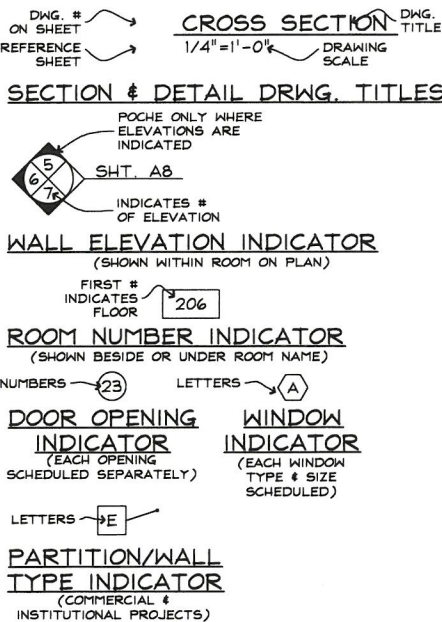 DWG. #
ON SHEET
CROSS SECTION
DWG.
TITLE
REFERENCE
SHEET
1/4"=1'-0"
DRAWING
SCALE
SECTION & DETAIL DRWG. TITLES
POCHE ONLY WHERE
ELEVATIONS ARE
INDICATED
5
6
7
SHT. A8
INDICATES #
OF ELEVATION
WALL ELEVATION INDICATOR
(SHOWN WITHIN ROOM ON PLAN)
FIRST #
INDICATES
FLOOR
206
ROOM NUMBER INDICATOR
(SHOWN BESIDE OR UNDER ROOM NAME)
NUMBERS
23
LETTERS
A
DOOR OPENING
INDICATOR
(EACH OPENING
SCHEDULED SEPARATELY)
WINDOW
INDICATOR
(EACH WINDOW
TYPE & SIZE
SCHEDULED)
LETTERS
E
PARTITION/WALL
TYPE INDICATOR
(COMMERCIAL &
INSTITUTIONAL PROJECTS)